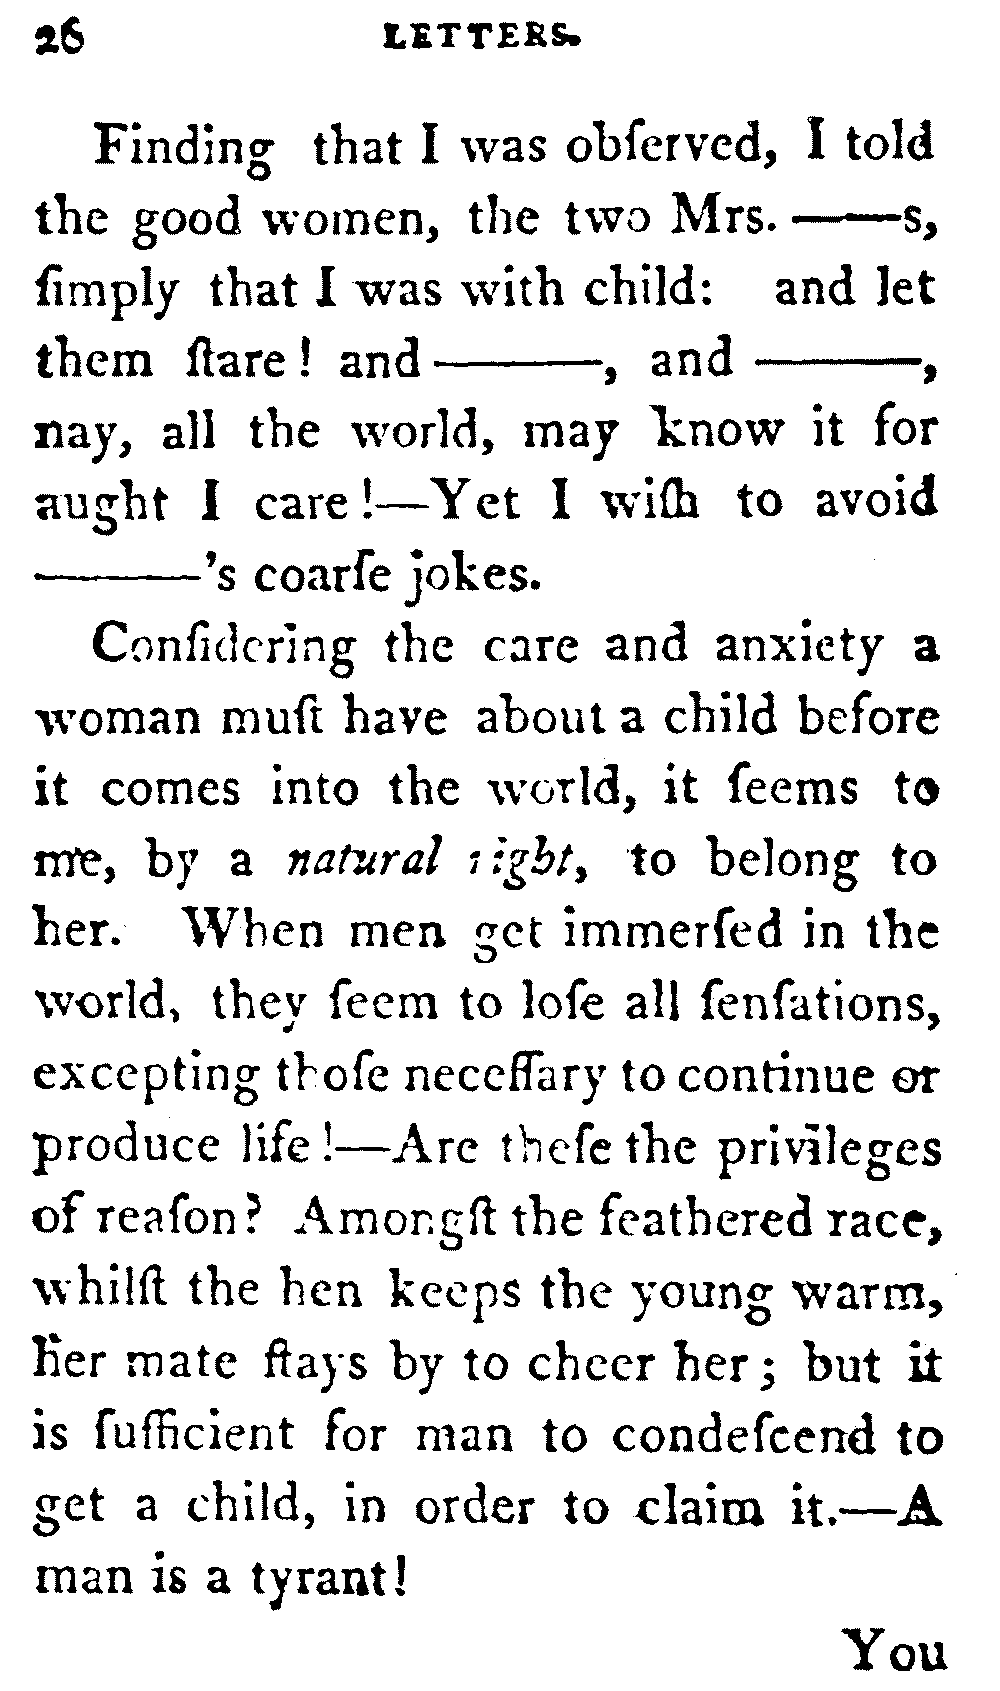 26 LETTERS.
Finding that I was obſerved, I told
the good women, the two Mrs. ———s,
ſimply that I was with child: and let
them ſtare! and ———, and ———,
nay, all the world, may know it for
aught I care!—Yet I wiſh to avoid
———'s coarſe jokes.
Conſidering the care and anxiety a
woman muſt have about a child before
it comes into the world, it ſeems to
me, by a natural right, to belong to
her. When men get immerſed in the
world, they ſeem to loſe all ſenſations,
excepting thoſe neceſſary to continue or
produce life!—Are theſe the privileges
of reaſon? Amongſt the feathered race,
whilſt the hen keeps the young warm,
her mate ſtays by to cheer her; but it
is ſufficient for man to condeſcend to
get a child, in order to claim it.—A
man is a tyrant!
You